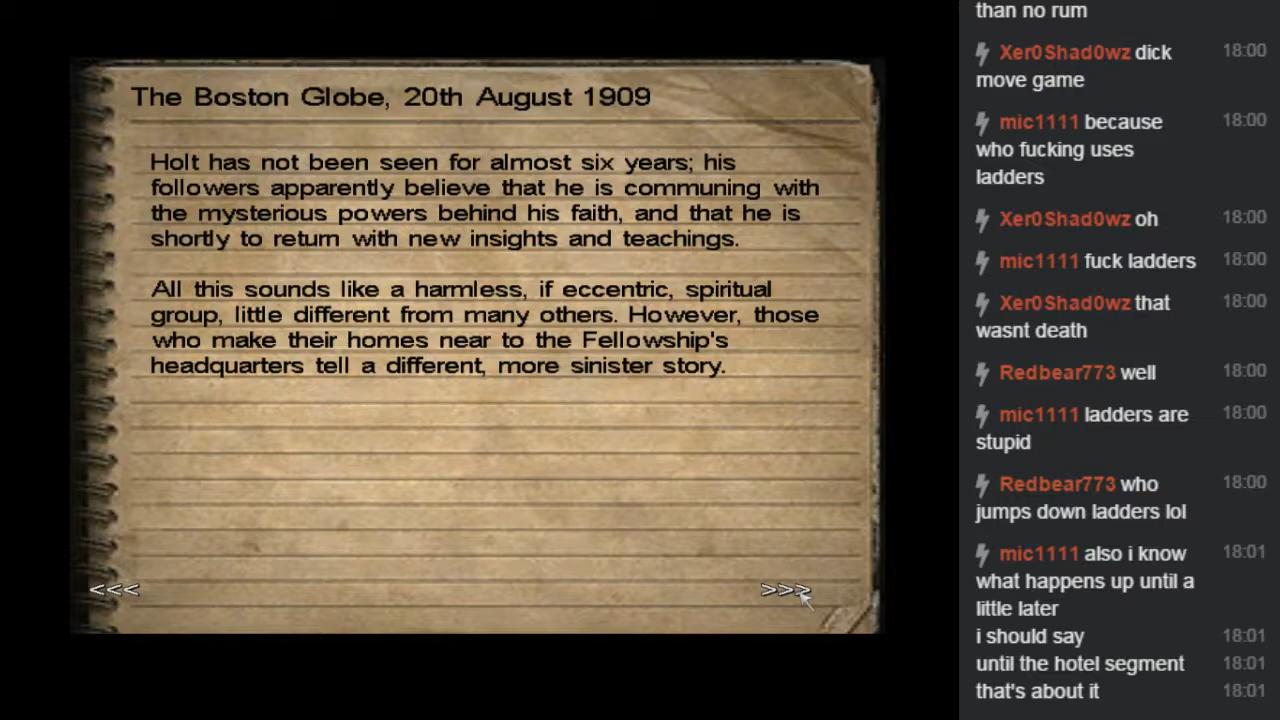 The Boston Globe, 20th August 1909
Holt has not been seen for almost six years; his
followers apparently believe that he is communing with
the mysterious powers behind his faith, and that he is
shortly to return with new insights and teachings.
All this sounds like a harmless, if eccentric, spiritual
group, little different from many others. However, those
who make their homes near to the Fellowship's
headquarters tell a different, more sinister story.
<<<
>>>
than no rum
Xer0Shad0wz dick 18:00
move game
mic1111 because 18:00
who fucking uses
ladders
Xer0Shad0wz oh 18:00
mic1111 fuck ladders 18:00
Xer0Shad0wz that 18:00
wasnt death
Redbear773 well 18:00
mic1111 ladders are 18:00
stupid
Redbear773 who 18:00
jumps down ladders lol
mic1111 also i know 18:01
what happens up until a
little later
i should say 18:01
until the hotel segment 18:01
that's about it 18:01